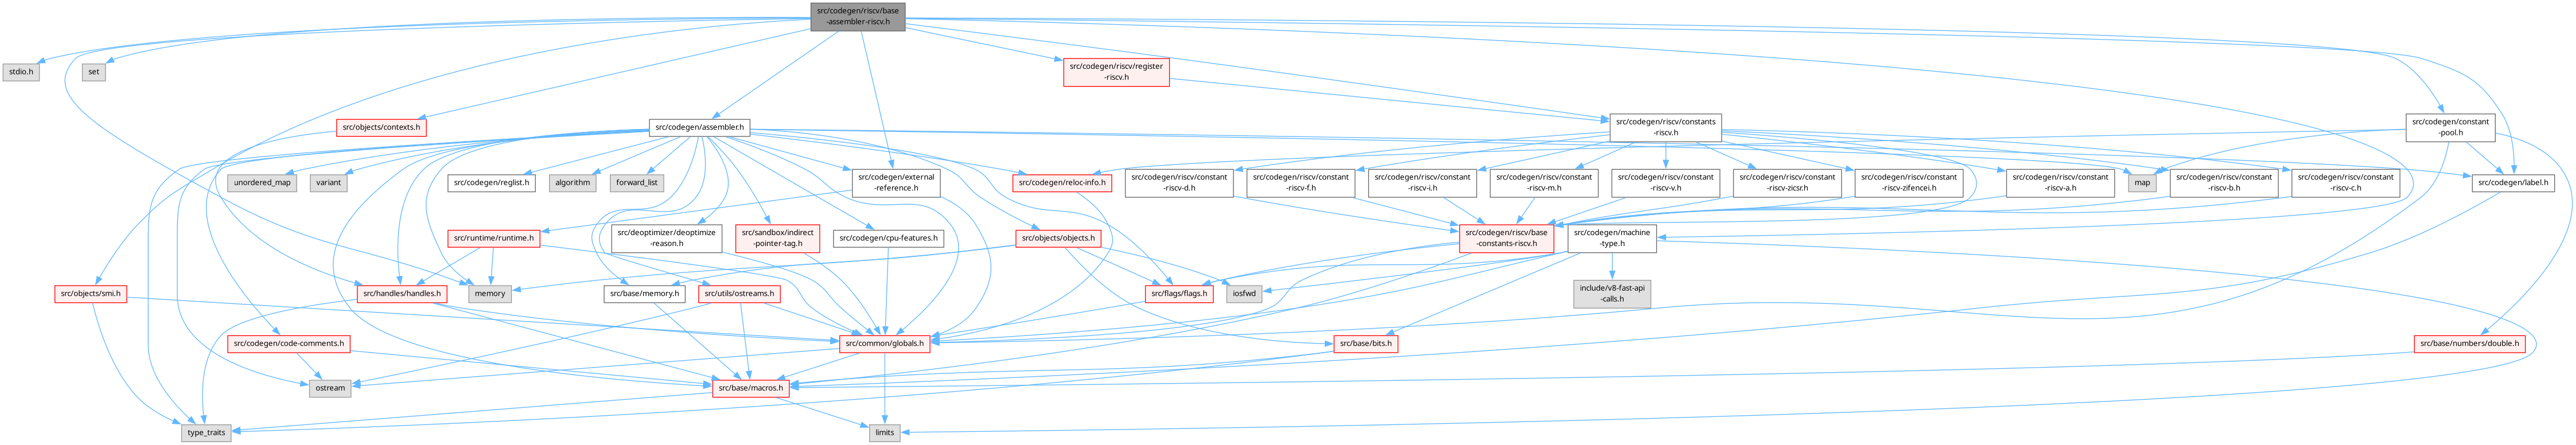 src/codegen/riscv/base
-assembler-riscv.h
stdio.h
set
src/codegen/riscv/register
-riscv.h
src/objects/contexts.h
src/codegen/assembler.h
src/codegen/riscv/constants
-riscv.h
src/codegen/constant
-pool.h
unordered_map
variant
src/codegen/reglist.h
algorithm
forward_list
src/codegen/external
-reference.h
src/codegen/reloc-info.h
src/codegen/riscv/constant
-riscv-d.h
src/codegen/riscv/constant
-riscv-f.h
src/codegen/riscv/constant
-riscv-i.h
src/codegen/riscv/constant
-riscv-m.h
src/codegen/riscv/constant
-riscv-v.h
src/codegen/riscv/constant
-riscv-zicsr.h
src/codegen/riscv/constant
-riscv-zifencei.h
src/codegen/riscv/constant
-riscv-a.h
map
src/codegen/riscv/constant
-riscv-b.h
src/codegen/riscv/constant
-riscv-c.h
src/codegen/label.h
src/runtime/runtime.h
src/deoptimizer/deoptimize
-reason.h
src/sandbox/indirect
-pointer-tag.h
src/codegen/cpu-features.h
src/objects/objects.h
src/codegen/riscv/base
-constants-riscv.h
src/codegen/machine
-type.h
src/objects/smi.h
src/handles/handles.h
memory
src/base/memory.h
src/utils/ostreams.h
src/flags/flags.h
iosfwd
include/v8-fast-api
-calls.h
src/codegen/code-comments.h
src/common/globals.h
src/base/bits.h
src/base/numbers/double.h
ostream
src/base/macros.h
type_traits
limits